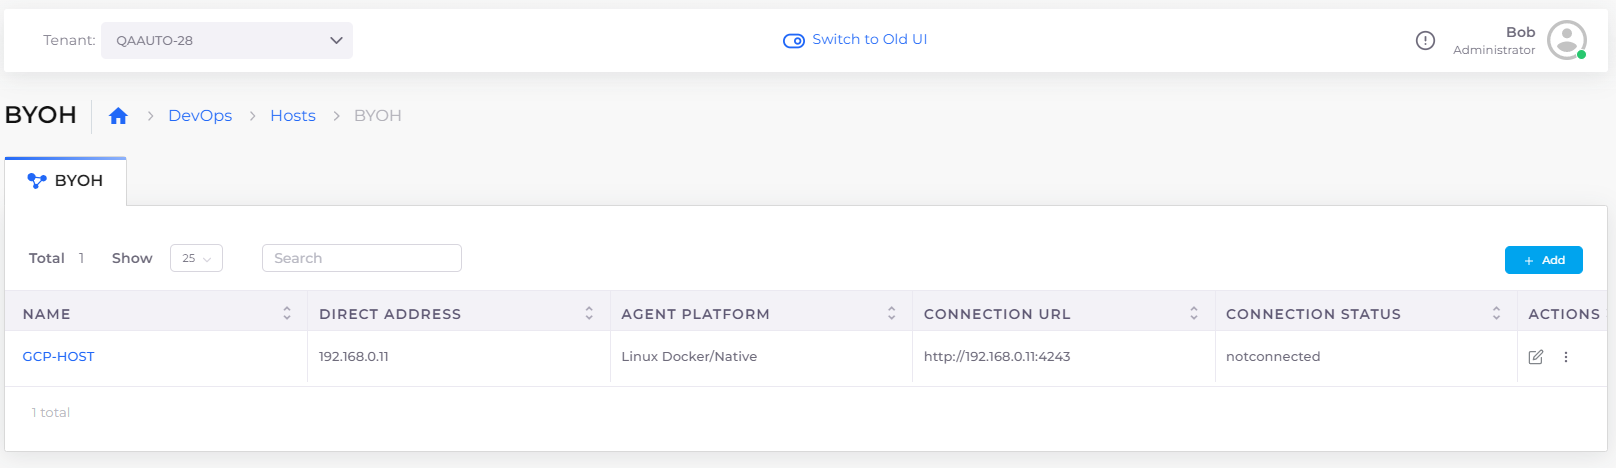 Tenant: QAAUTO-28 Switch to Old UI Bob
Administrator
BYOH DevOps Hosts BYOH
BYOH
Total 1 Show 25 Search + Add
NAME DIRECT ADDRESS AGENT PLATFORM CONNECTION URL CONNECTION STATUS ACTIONS
GCP-HOST 192.168.0.11 Linux Docker/Native http://192.168.0.11:4243 notconnected
1 total